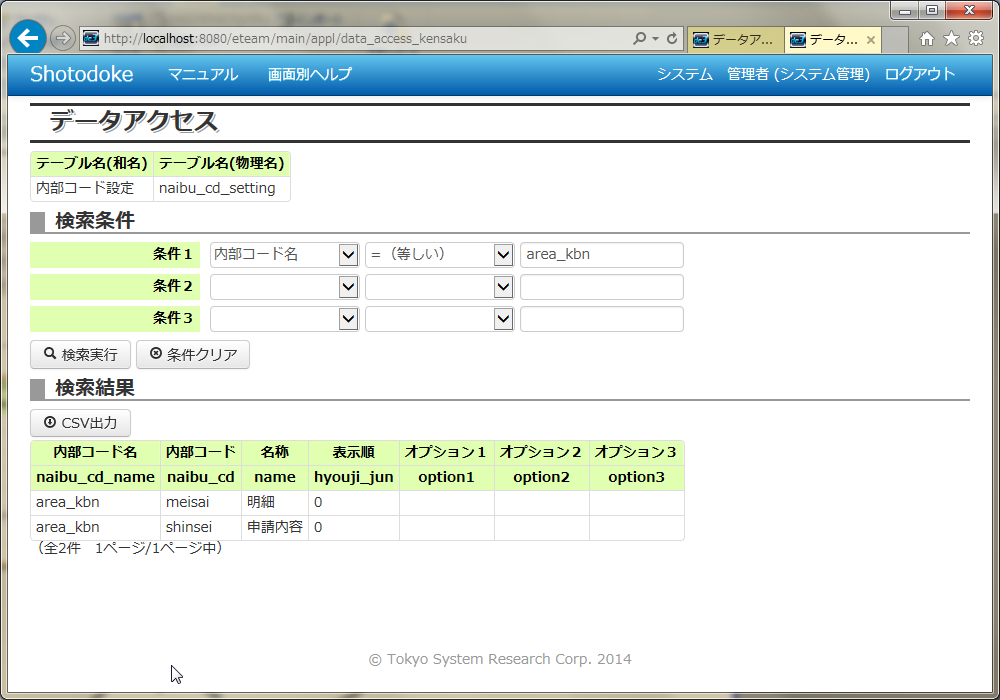 http://localhost:8080/eteam/main/appl/data_access_kensaku
データア...
データ...
Shotodoke マニュアル 画面別ヘルプ システム 管理者 (システム管理) ログアウト
データアクセス
テーブル名(和名) テーブル名(物理名)
内部コード設定 naibu_cd_setting
検索条件
条件１ 内部コード名 =（等しい） area_kbn
条件２
条件３
検索実行 条件クリア
検索結果
CSV出力
内部コード名 内部コード 名称 表示順 オプション１ オプション２ オプション３
naibu_cd_name naibu_cd name hyouji_jun option1 option2 option3
area_kbn meisai 明細 0
area_kbn shinsei 申請内容 0
（全2件　1ページ/1ページ中）
© Tokyo System Research Corp. 2014